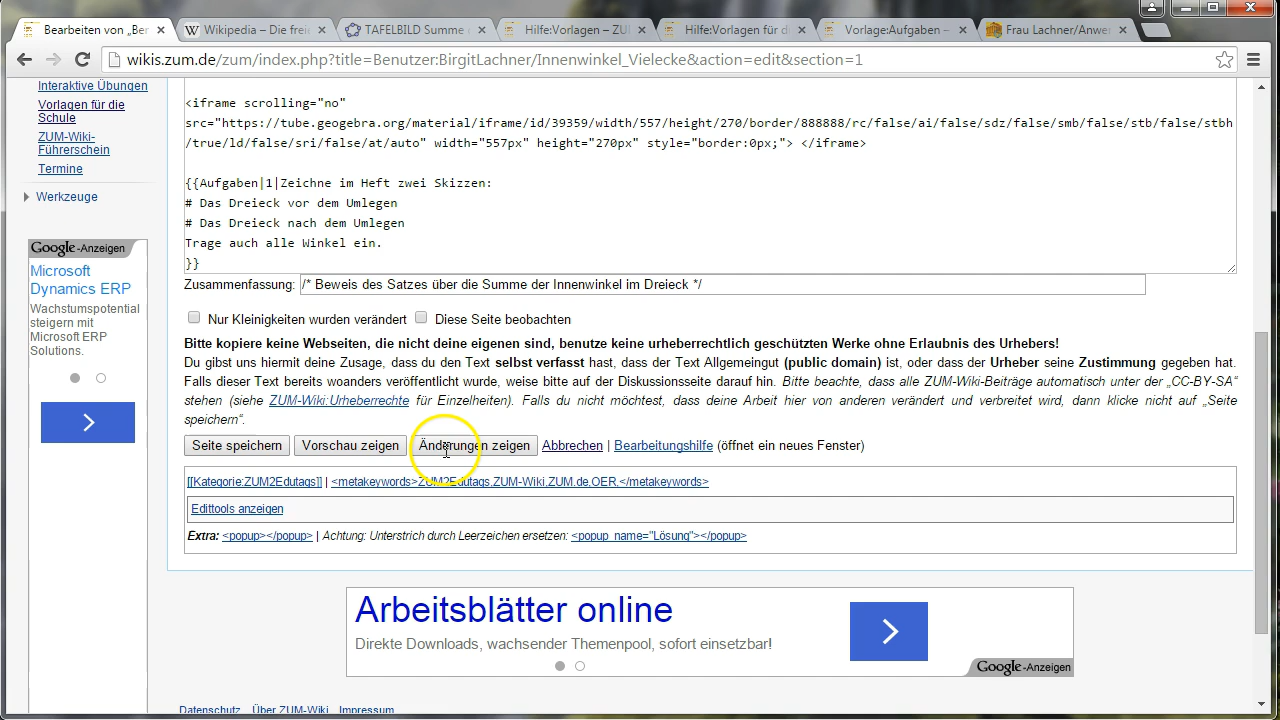 Bearbeiten von „Ber
Wikipedia – Die frei
TAFELBILD Summe
Hilfe:Vorlagen – ZU
Hilfe:Vorlagen für di
Vorlage:Aufgaben –
Frau Lachner/Anwer
wikis.zum.de/zum/index.php?title=Benutzer:BirgitLachner/Innenwinkel_Vielecke&action=edit&section=1
Interaktive Übungen
Vorlagen für die
Schule
ZUM-Wiki-
Führerschein
Termine
Werkzeuge
Google-Anzeigen
Microsoft
Dynamics ERP
Wachstumspotential
steigern mit
Microsoft ERP
Solutions.
<iframe scrolling="no"
src="https://tube.geogebra.org/material/iframe/id/39359/width/557/height/270/border/888888/rc/false/ai/false/sdz/false/smb/false/stb/false/stbh
/true/ld/false/sri/false/at/auto" width="557px" height="270px" style="border:0px;"> </iframe>
{{Aufgaben|1|Zeichne im Heft zwei Skizzen:
# Das Dreieck vor dem Umlegen
# Das Dreieck nach dem Umlegen
Trage auch alle Winkel ein.
}}
Zusammenfassung: /* Beweis des Satzes über die Summe der Innenwinkel im Dreieck */
Nur Kleinigkeiten wurden verändert Diese Seite beobachten
Bitte kopiere keine Webseiten, die nicht deine eigenen sind, benutze keine urheberrechtlich geschützten Werke ohne Erlaubnis des Urhebers!
Du gibst uns hiermit deine Zusage, dass du den Text selbst verfasst hast, dass der Text Allgemeingut (public domain) ist, oder dass der Urheber seine Zustimmung gegeben hat.
Falls dieser Text bereits woanders veröffentlicht wurde, weise bitte auf der Diskussionsseite darauf hin. Bitte beachte, dass alle ZUM-Wiki-Beiträge automatisch unter der „CC-BY-SA“
stehen (siehe ZUM-Wiki:Urheberrechte für Einzelheiten). Falls du nicht möchtest, dass deine Arbeit hier von anderen verändert und verbreitet wird, dann klicke nicht auf „Seite
speichern“.
Seite speichern Vorschau zeigen Änderungen zeigen Abbrechen | Bearbeitungshilfe (öffnet ein neues Fenster)
[[Kategorie:ZUM2Edutags]] | <metakeywords>ZUM2Edutags,ZUM-Wiki,ZUM.de,OER,</metakeywords>
Edittools anzeigen
Extra: <popup></popup> | Achtung: Unterstrich durch Leerzeichen ersetzen: <popup_name="Lösung"></popup>
Arbeitsblätter online
Direkte Downloads, wachsender Themenpool, sofort einsetzbar!
Google-Anzeigen
Datenschutz Über ZUM-Wiki Impressum